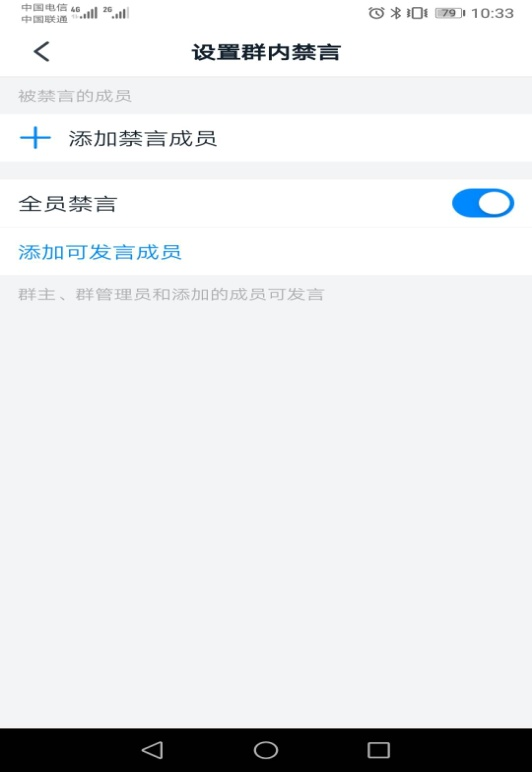 中国电信 4G 2G
中国联通
79 10:33
设置群内禁言
被禁言的成员
添加禁言成员
全员禁言
添加可发言成员
群主、群管理员和添加的成员可发言